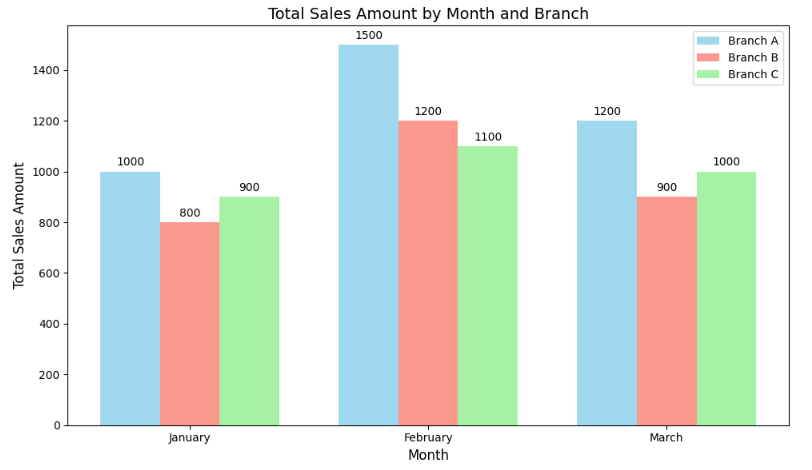 Total Sales Amount by Month and Branch
Total Sales Amount
1400
1200
1000
800
600
400
200
0
1000
800
900
1500
1200
1100
1200
900
1000
Branch A
Branch B
Branch C
January
February
March
Month